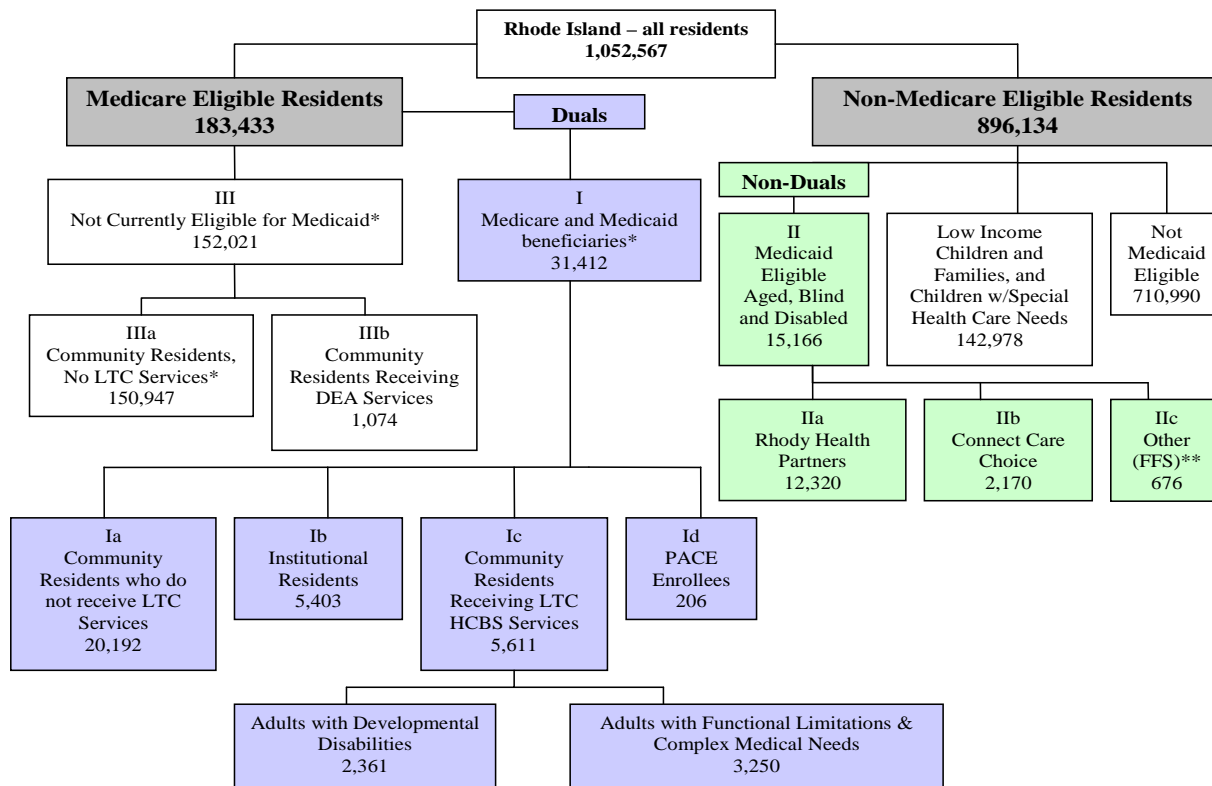 Rhode Island – all residents
1,052,567
Medicare Eligible Residents
183,433
Duals
Non-Medicare Eligible Residents
896,134
III
Not Currently Eligible for Medicaid*
152,021
I
Medicare and Medicaid
beneficiaries*
31,412
Non-Duals
II
Medicaid
Eligible
Aged, Blind
and Disabled
15,166
Low Income
Children and
Families, and
Children w/Special
Health Care Needs
142,978
Not
Medicaid
Eligible
710,990
IIIa
Community Residents,
No LTC Services*
150,947
IIIb
Community
Residents Receiving
DEA Services
1,074
IIa
Rhody Health
Partners
12,320
IIb
Connect Care
Choice
2,170
IIc
Other
(FFS)**
676
Ia
Community
Residents who do
not receive LTC
Services
20,192
Ib
Institutional
Residents
5,403
Ic
Community
Residents
Receiving LTC
HCBS Services
5,611
Id
PACE
Enrollees
206
Adults with Developmental
Disabilities
2,361
Adults with Functional Limitations &
Complex Medical Needs
3,250